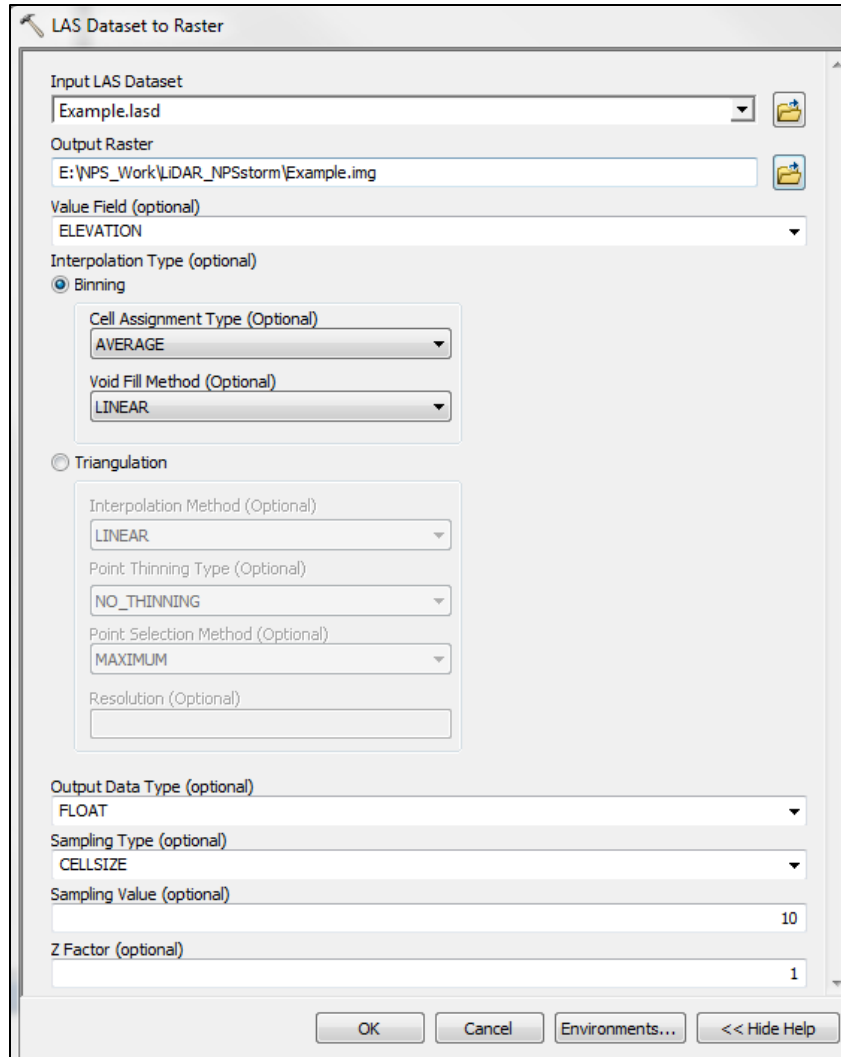 LAS Dataset to Raster
Input LAS Dataset
Example.lasd
Output Raster
E:\NPS_Work\LiDAR_NPSstorm\Example.img
Value Field (optional)
ELEVATION
Interpolation Type (optional)
Binning
Cell Assignment Type (Optional)
AVERAGE
Void Fill Method (Optional)
LINEAR
Triangulation
Interpolation Method (Optional)
LINEAR
Point Thinning Type (Optional)
NO_THINNING
Point Selection Method (Optional)
MAXIMUM
Resolution (Optional)
Output Data Type (optional)
FLOAT
Sampling Type (optional)
CELLSIZE
Sampling Value (optional)
10
Z Factor (optional)
1
OK Cancel Environments... << Hide Help